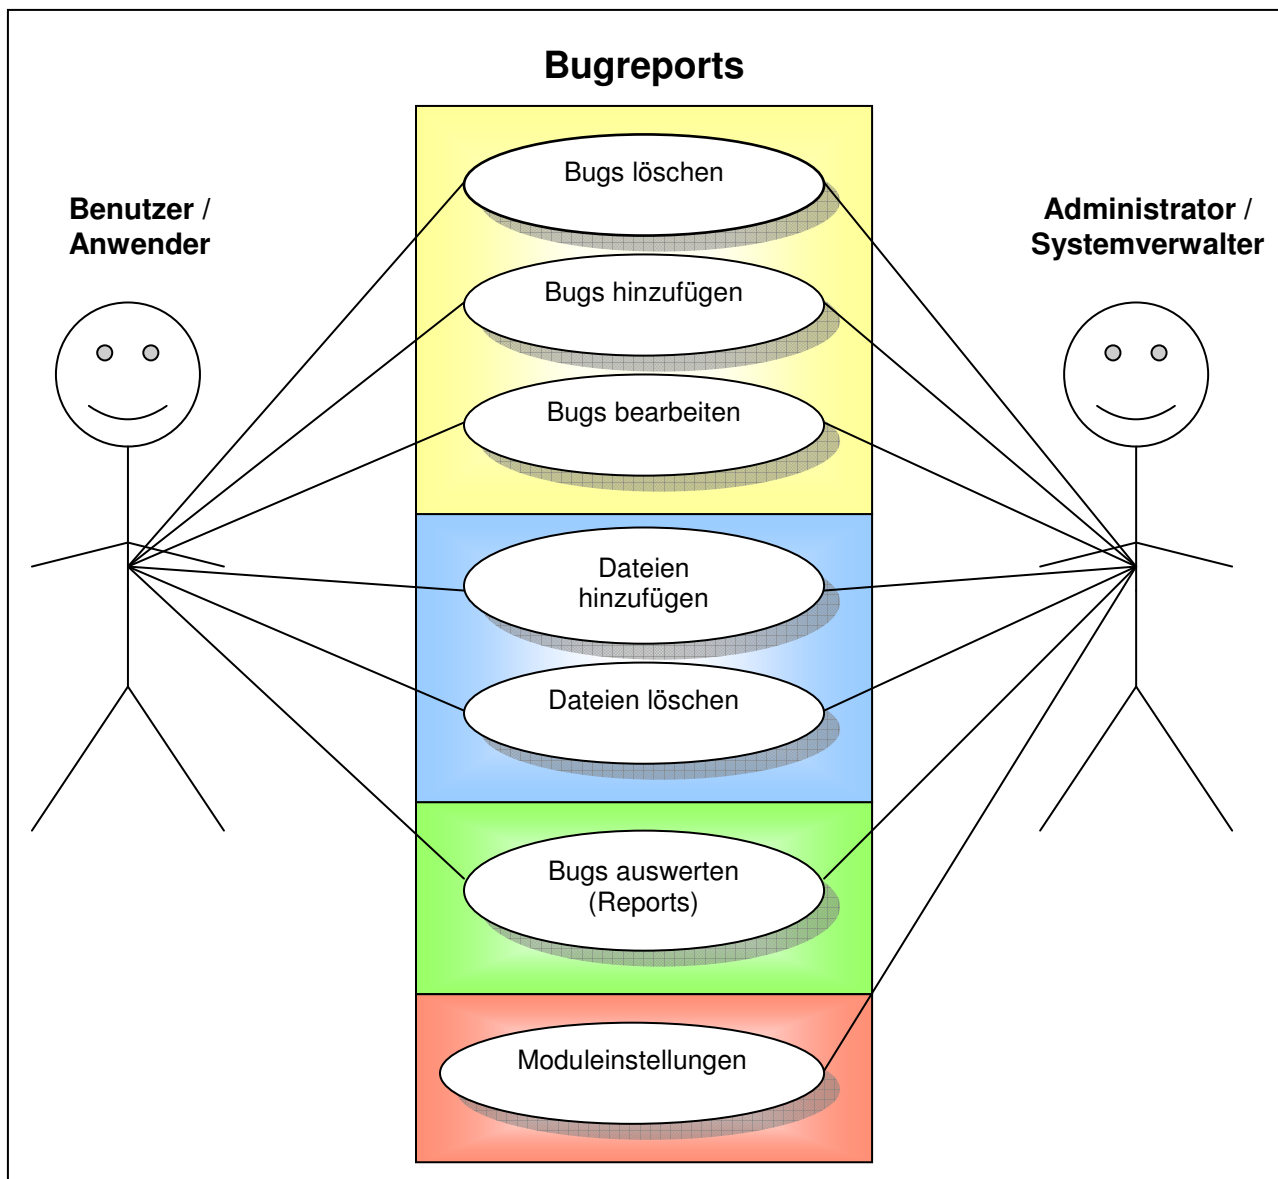 Bugreports
Benutzer /
Anwender
Administrator /
Systemverwalter
Bugs löschen
Bugs hinzufügen
Bugs bearbeiten
Dateien
hinzufügen
Dateien löschen
Bugs auswerten
(Reports)
Moduleinstellungen